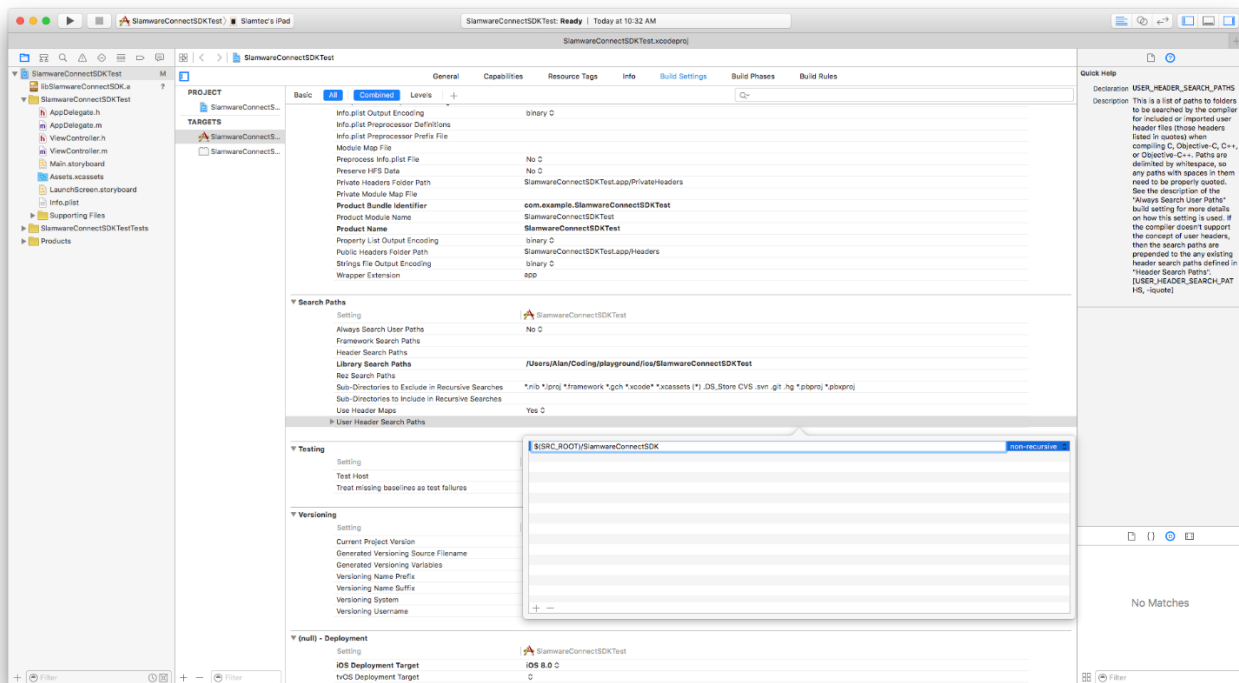 SlamwareConnectSDKTest
Slamtec's iPad
SlamwareConnectSDKTest: Ready | Today at 10:32 AM
SlamwareConnectSDKTest.xcodeproj
SlamwareConnectSDKTest M
libSlamwareConnectSDK.a ?
SlamwareConnectSDKTest
AppDelegate.h
AppDelegate.m
ViewController.h
ViewController.m
Main.storyboard
Assets.xcassets
LaunchScreen.storyboard
Info.plist
Supporting Files
SlamwareConnectSDKTestTests
Products
Filter
SlamwareConnectSDKTest
General Capabilities Resource Tags Info Build Settings Build Phases Build Rules
PROJECT
SlamwareConnectS...
TARGETS
SlamwareConnectS...
SlamwareConnectS...
Filter
Basic All Combined Levels +
Info.plist Output Encoding binary
Info.plist Preprocessor Definitions
Info.plist Preprocessor Prefix File
Module Map File
Preprocess Info.plist File No
Preserve HFS Data No
Private Headers Folder Path SlamwareConnectSDKTest.app/PrivateHeaders
Private Module Map File
Product Bundle Identifier com.example.SlamwareConnectSDKTest
Product Module Name SlamwareConnectSDKTest
Product Name SlamwareConnectSDKTest
Property List Output Encoding binary
Public Headers Folder Path SlamwareConnectSDKTest.app/Headers
Strings file Output Encoding binary
Wrapper Extension app
Search Paths
Setting SlamwareConnectSDKTest
Always Search User Paths No
Framework Search Paths
Header Search Paths
Library Search Paths /Users/Alan/Coding/playground/ios/SlamwareConnectSDKTest
Rez Search Paths
Sub-Directories to Exclude in Recursive Searches *.nib *.lproj *.framework *.gch *.xcode* *.xcassets (*) .DS_Store CVS .svn .git .hg *.pbproj *.pbxproj
Sub-Directories to Include in Recursive Searches
Use Header Maps Yes
User Header Search Paths
$(SRC_ROOT)/SlamwareConnectSDK non-recursive
+ −
Testing
Setting
Test Host
Treat missing baselines as test failures
Versioning
Setting
Current Project Version
Generated Versioning Source Filename
Generated Versioning Variables
Versioning Name Prefix
Versioning Name Suffix
Versioning System
Versioning Username
(null) - Deployment
Setting SlamwareConnectSDKTest
iOS Deployment Target iOS 8.0
tvOS Deployment Target
Quick Help
Declaration USER_HEADER_SEARCH_PATHS
Description This is a list of paths to folders
to be searched by the compiler
for included or imported user
header files (those headers
listed in quotes) when
compiling C, Objective-C, C++,
or Objective-C++. Paths are
delimited by whitespace, so
any paths with spaces in them
need to be properly quoted.
See the description of the
"Always Search User Paths"
build setting for more details
on how this setting is used. If
the compiler doesn't support
the concept of user headers,
then the search paths are
prepended to the any existing
header search paths defined in
"Header Search Paths".
[USER_HEADER_SEARCH_PAT
HS, -iquote]
No Matches
Filter